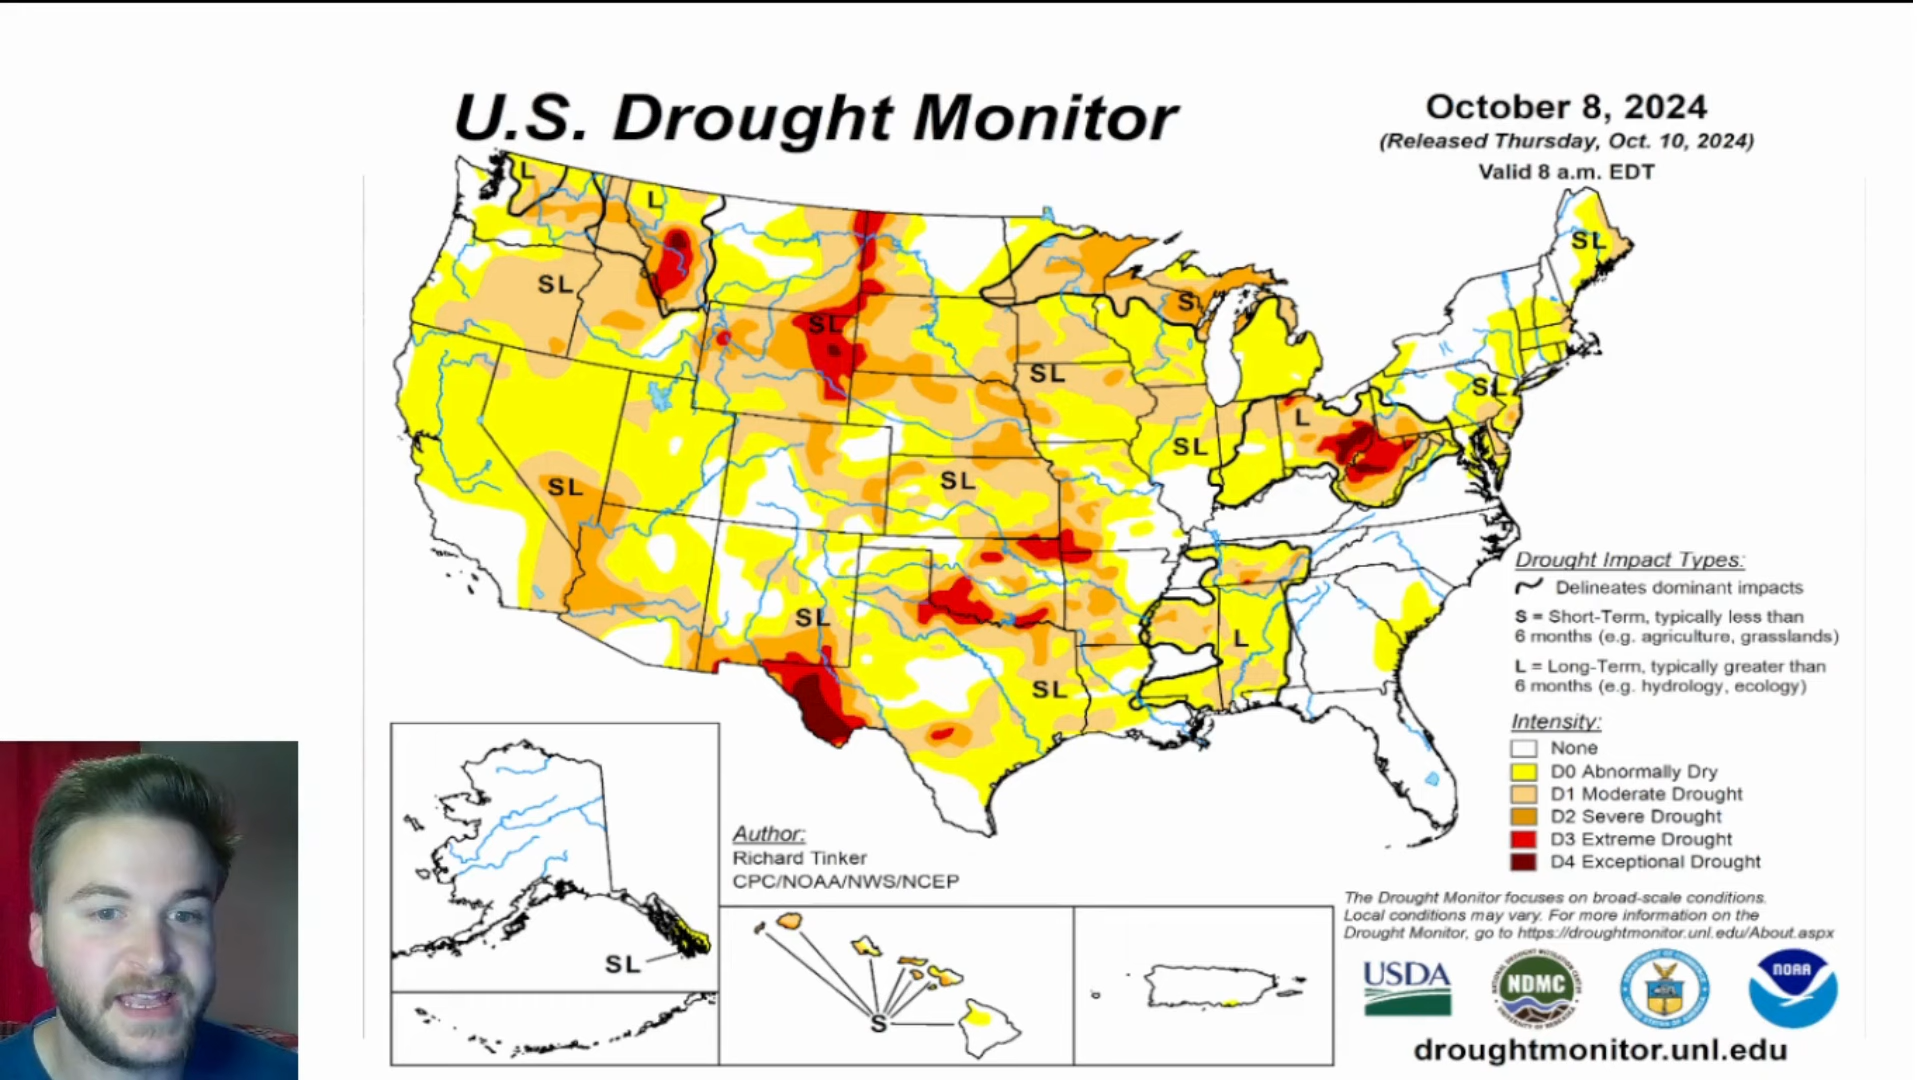 U.S. Drought Monitor
October 8, 2024
(Released Thursday, Oct. 10, 2024)
Valid 8 a.m. EDT
L
L
SL
SL
S
SL
SL
SL
L
SL
SL
SL
SL
SL
L
SL
Drought Impact Types:
Delineates dominant impacts
S = Short-Term, typically less than
6 months (e.g. agriculture, grasslands)
L = Long-Term, typically greater than
6 months (e.g. hydrology, ecology)
Intensity:
None
D0 Abnormally Dry
D1 Moderate Drought
D2 Severe Drought
D3 Extreme Drought
D4 Exceptional Drought
Author:
Richard Tinker
CPC/NOAA/NWS/NCEP
SL
S
The Drought Monitor focuses on broad-scale conditions.
Local conditions may vary. For more information on the
Drought Monitor, go to https://droughtmonitor.unl.edu/About.aspx
USDA
NDMC
NOAA
droughtmonitor.unl.edu